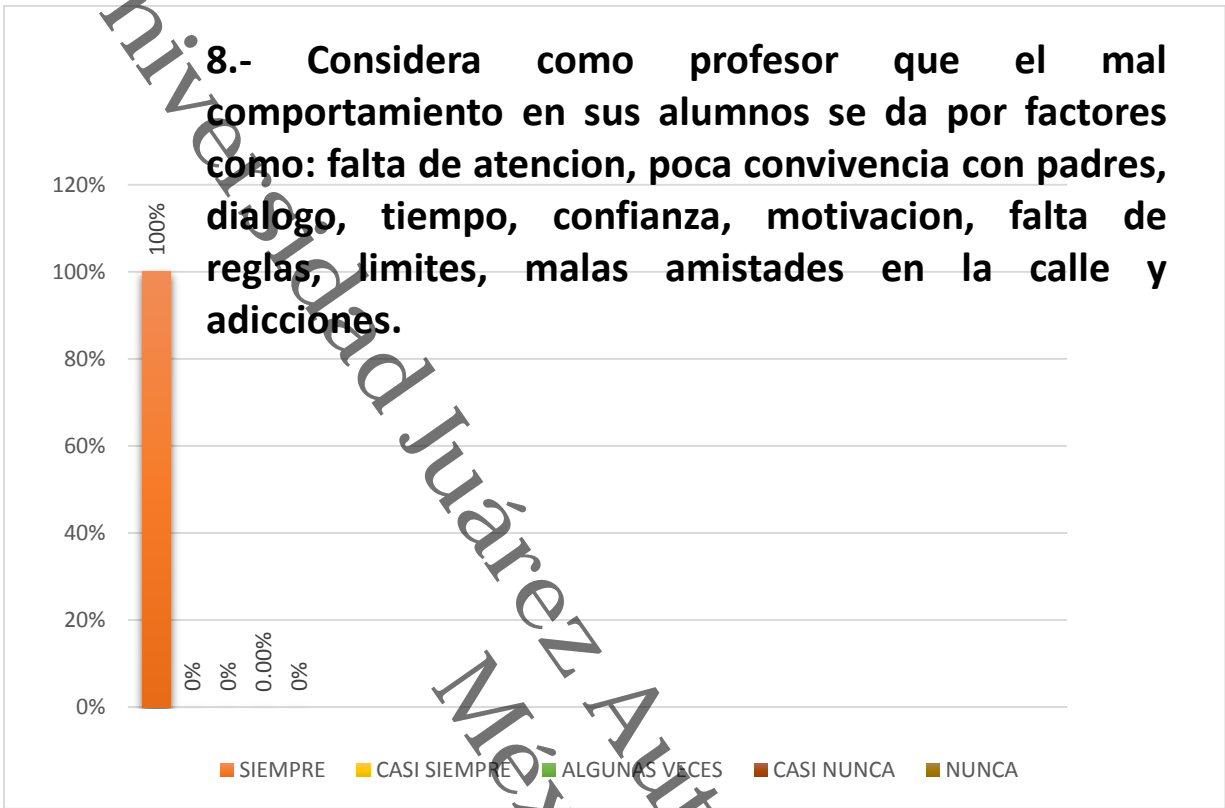 8.- Considera como profesor que el mal
comportamiento en sus alumnos se da por factores
como: falta de atencion, poca convivencia con padres,
dialogo, tiempo, confianza, motivacion, falta de
reglas, limites, malas amistades en la calle y
adicciones.
120%
100%
80%
60%
40%
20%
0%
100%
0%
0%
0.00%
0%
SIEMPRE
CASI SIEMPRE
ALGUNAS VECES
CASI NUNCA
NUNCA
niversidad Juárez Aut
Méx